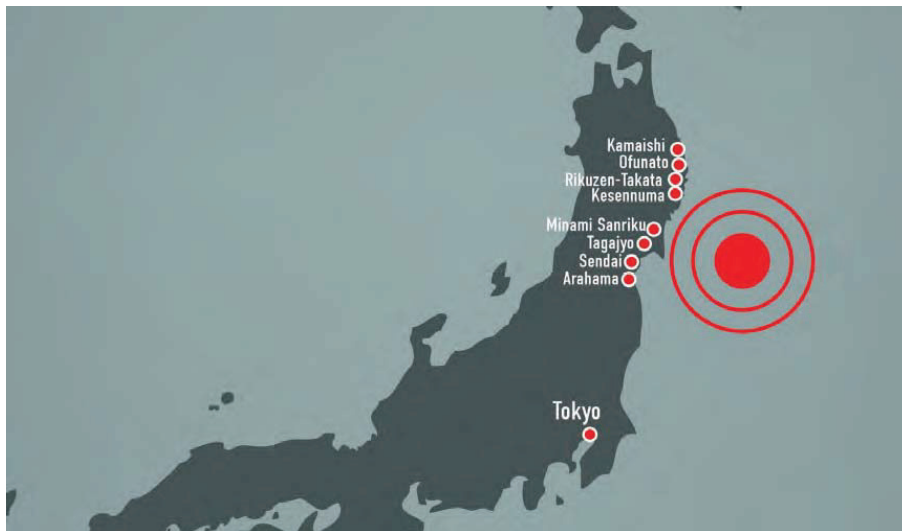 Kamaishi
Ofunato
Rikuzen-Takata
Kesennuma
Minami Sanriku
Tagajyo
Sendai
Arahama
Tokyo